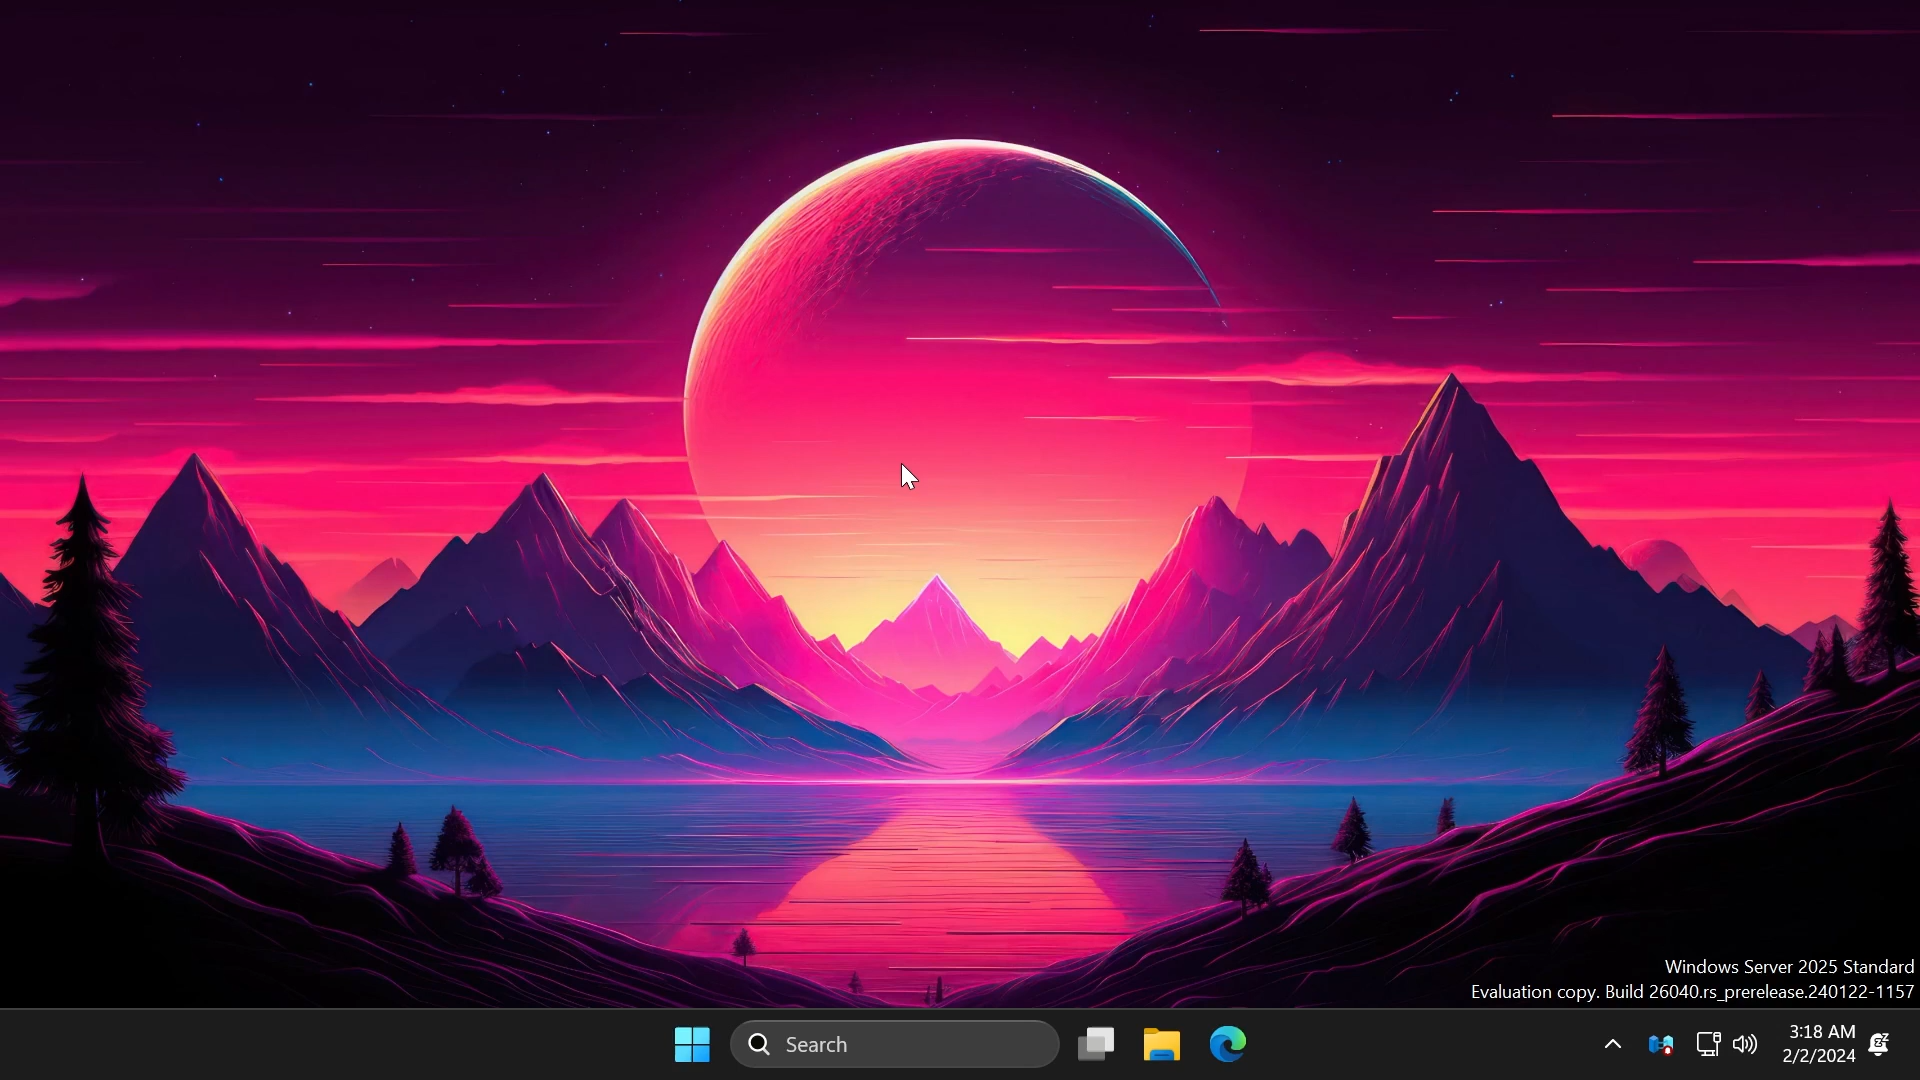 Windows Server 2025 Standard
Evaluation copy. Build 26040.rs_prerelease.240122-1157
Search
3:18 AM
2/2/2024